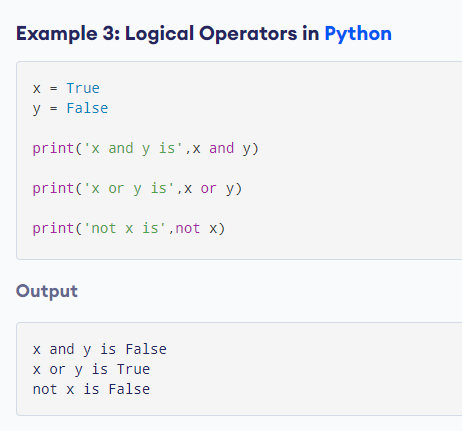 Example 3: Logical Operators in Python
x = True
y = False
print('x and y is',x and y)
print('x or y is',x or y)
print('not x is',not x)
Output
x and y is False
x or y is True
not x is False